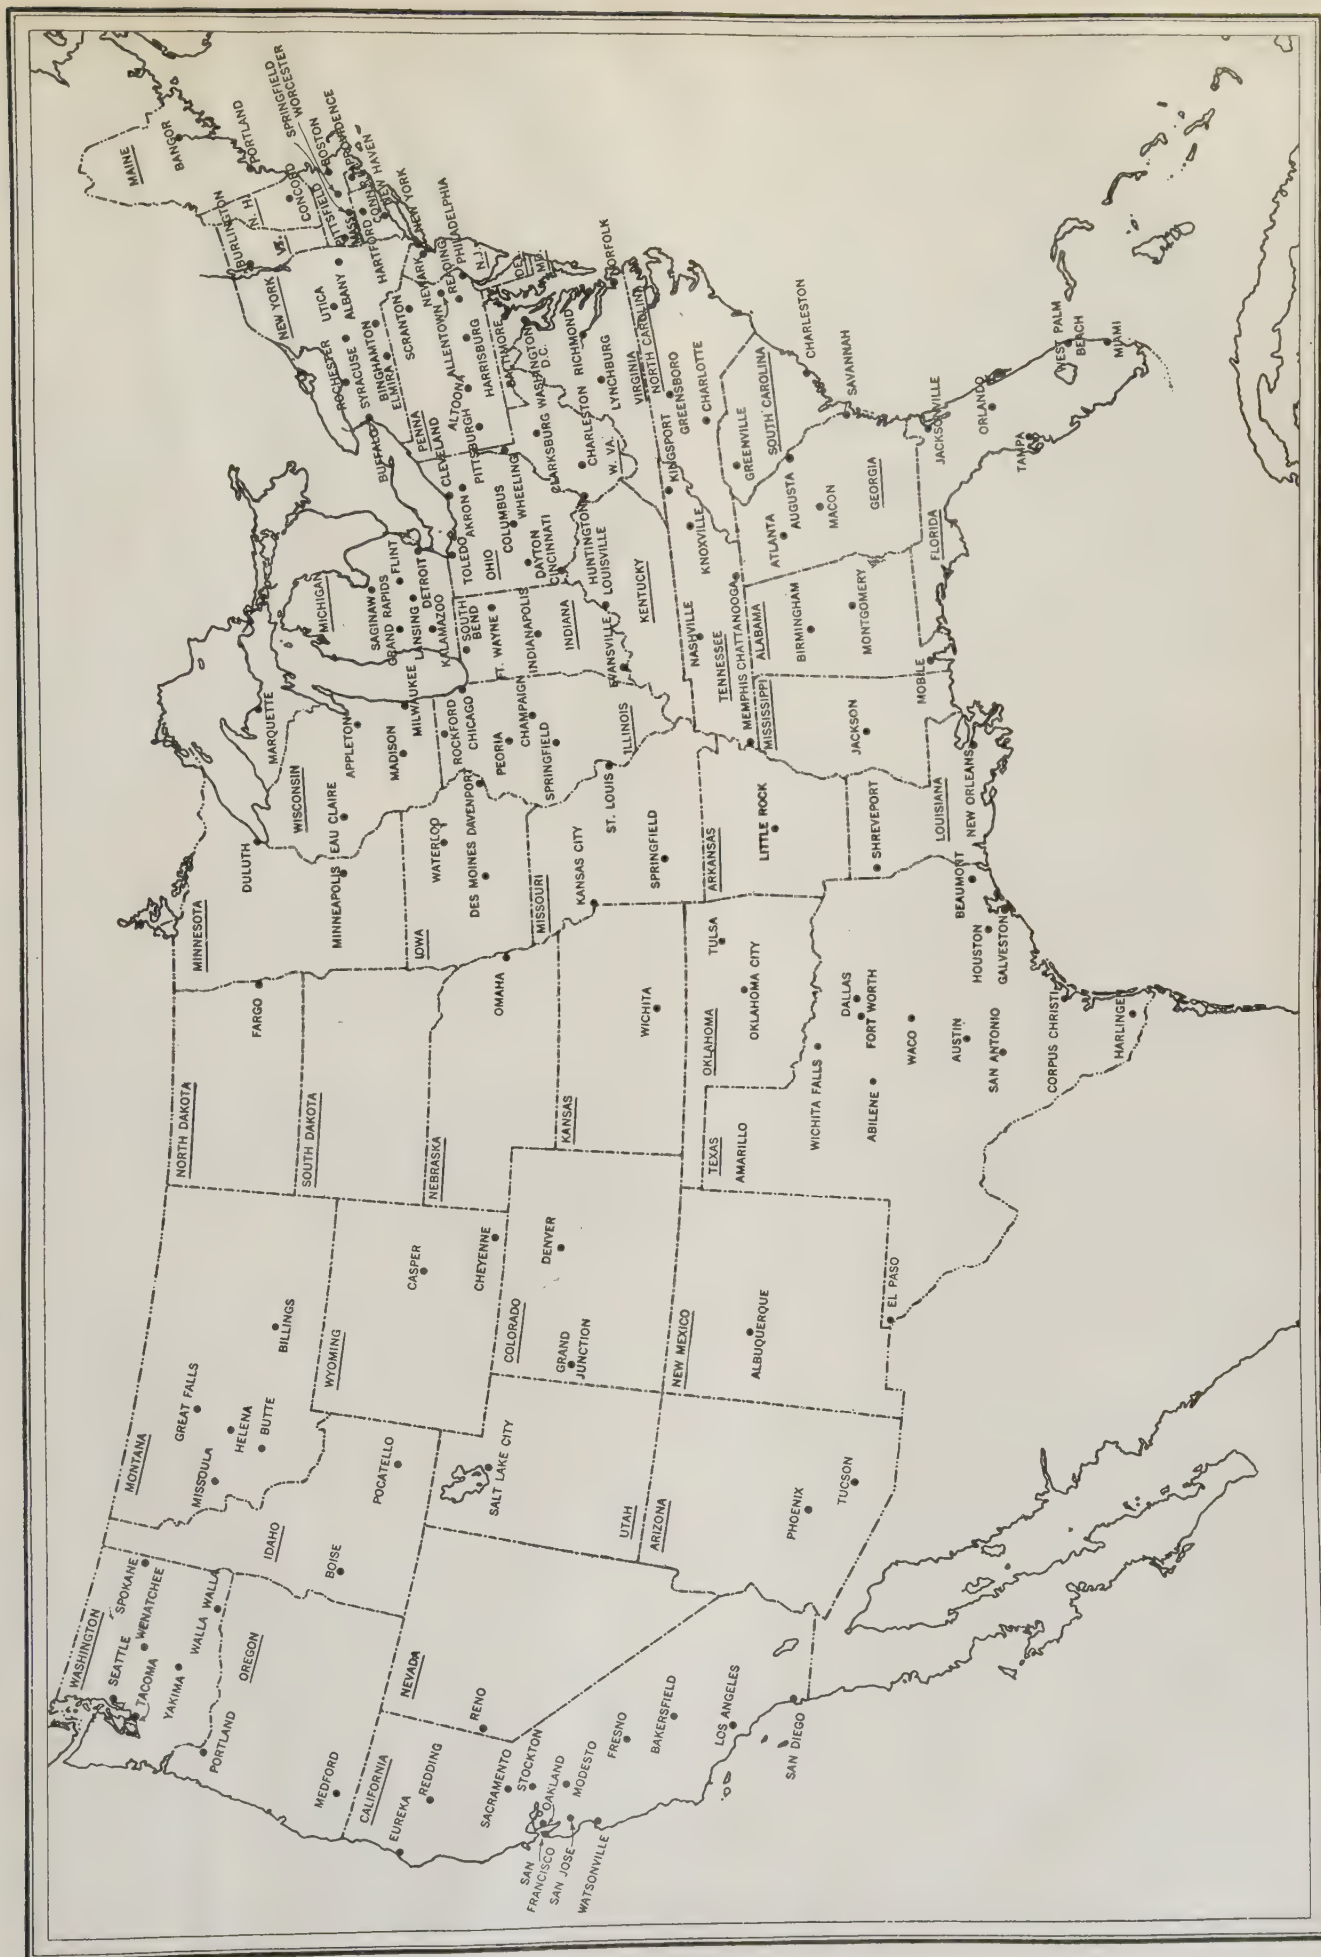 WASHINGTON
SEATTLE
SPOKANE
TACOMA
WENATCHEE
YAKIMA
WALLA WALLA
PORTLAND
OREGON
MEDFORD
IDAHO
BOISE
POCATELLO
MONTANA
GREAT FALLS
MISSOULA
HELENA
BUTTE
BILLINGS
WYOMING
CASPER
CHEYENNE
NEVADA
RENO
CALIFORNIA
EUREKA
REDDING
SACRAMENTO
STOCKTON
SAN
FRANCISCO
OAKLAND
SAN JOSE
MODESTO
WATSONVILLE
FRESNO
BAKERSFIELD
LOS ANGELES
SAN DIEGO
SALT LAKE CITY
UTAH
ARIZONA
PHOENIX
TUCSON
COLORADO
DENVER
GRAND
JUNCTION
NEW MEXICO
ALBUQUERQUE
EL PASO
NORTH DAKOTA
FARGO
SOUTH DAKOTA
NEBRASKA
OMAHA
KANSAS
WICHITA
OKLAHOMA
TULSA
OKLAHOMA CITY
TEXAS
AMARILLO
WICHITA FALLS
DALLAS
FORT WORTH
ABILENE
WACO
AUSTIN
SAN ANTONIO
HOUSTON
GALVESTON
BEAUMONT
CORPUS CHRISTI
HARLINGEN
MINNESOTA
DULUTH
MINNEAPOLIS
IOWA
WATERLOO
DES MOINES
DAVENPORT
MISSOURI
KANSAS CITY
ST. LOUIS
SPRINGFIELD
ARKANSAS
LITTLE ROCK
LOUISIANA
SHREVEPORT
NEW ORLEANS
WISCONSIN
EAU CLAIRE
APPLETON
MADISON
MILWAUKEE
MARQUETTE
MICHIGAN
SAGINAW
GRAND RAPIDS
FLINT
LANSING
DETROIT
KALAMAZOO
ILLINOIS
ROCKFORD
CHICAGO
PEORIA
CHAMPAIGN
SPRINGFIELD
INDIANA
SOUTH
BEND
FT. WAYNE
INDIANAPOLIS
EVANSVILLE
OHIO
TOLEDO
CLEVELAND
AKRON
COLUMBUS
DAYTON
CINCINNATI
KENTUCKY
LOUISVILLE
TENNESSEE
MEMPHIS
NASHVILLE
CHATTANOOGA
KNOXVILLE
KINGSPORT
MISSISSIPPI
JACKSON
ALABAMA
BIRMINGHAM
MONTGOMERY
MOBILE
GEORGIA
ATLANTA
AUGUSTA
MACON
SAVANNAH
FLORIDA
JACKSONVILLE
ORLANDO
TAMPA
WEST PALM
BEACH
MIAMI
SOUTH CAROLINA
GREENVILLE
CHARLESTON
NORTH CAROLINA
GREENSBORO
CHARLOTTE
VIRGINIA
RICHMOND
LYNCHBURG
NORFOLK
W. VA.
WHEELING
CLARKSBURG
CHARLESTON
HUNTINGTON
WASHINGTON
D.C.
BALTIMORE
MD.
DEL.
N.J.
NEWARK
PENNA
PITTSBURGH
ALTOONA
HARRISBURG
ALLENTOWN
READING
PHILADELPHIA
SCRANTON
NEW YORK
BUFFALO
ROCHESTER
SYRACUSE
UTICA
ALBANY
BINGHAMTON
ELMIRA
NEW YORK
CONN.
HARTFORD
NEW HAVEN
PROVIDENCE
MASS.
PITTSFIELD
SPRINGFIELD
WORCESTER
BOSTON
VT.
BURLINGTON
N. H.
CONCORD
MAINE
BANGOR
PORTLAND